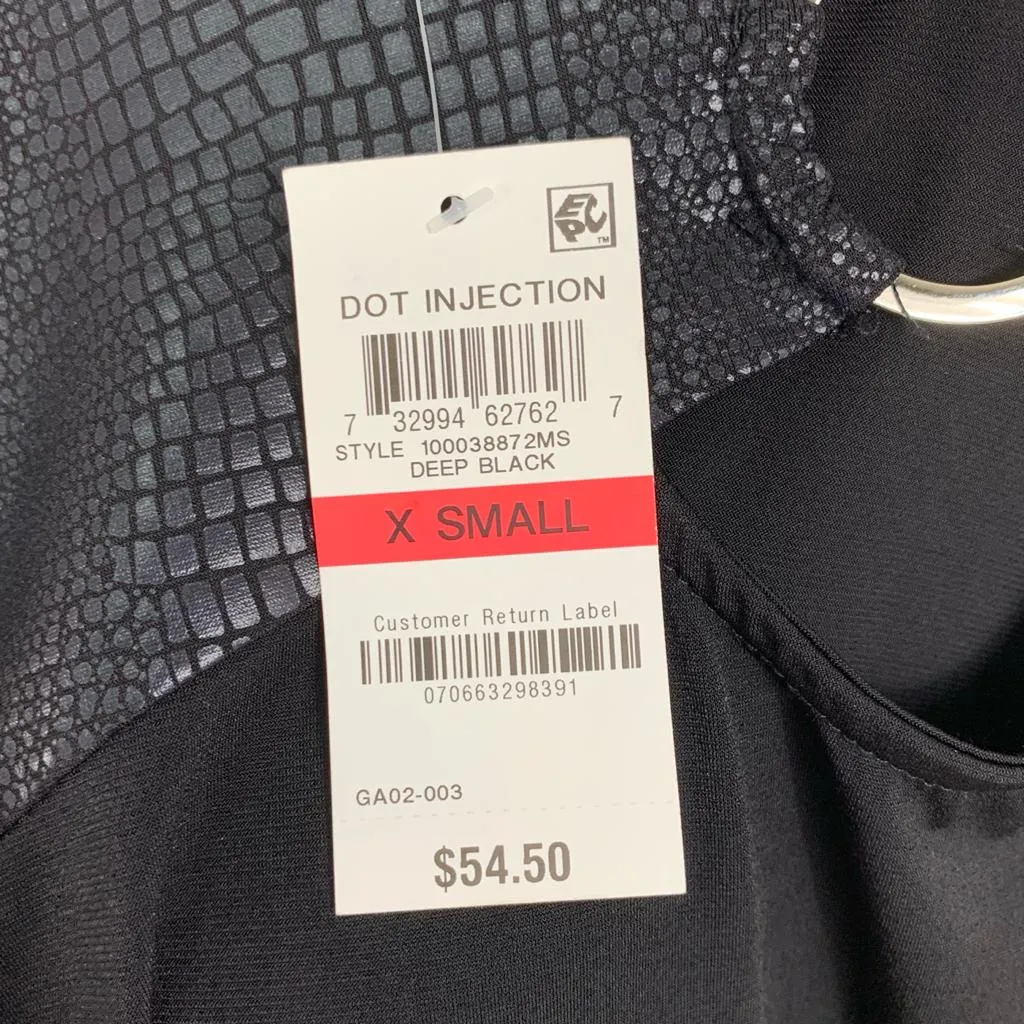 EPC
TM
DOT INJECTION
7 32994 62762 7
STYLE 100038872MS
DEEP BLACK
X SMALL
Customer Return Label
070663298391
GA02-003
$54.50